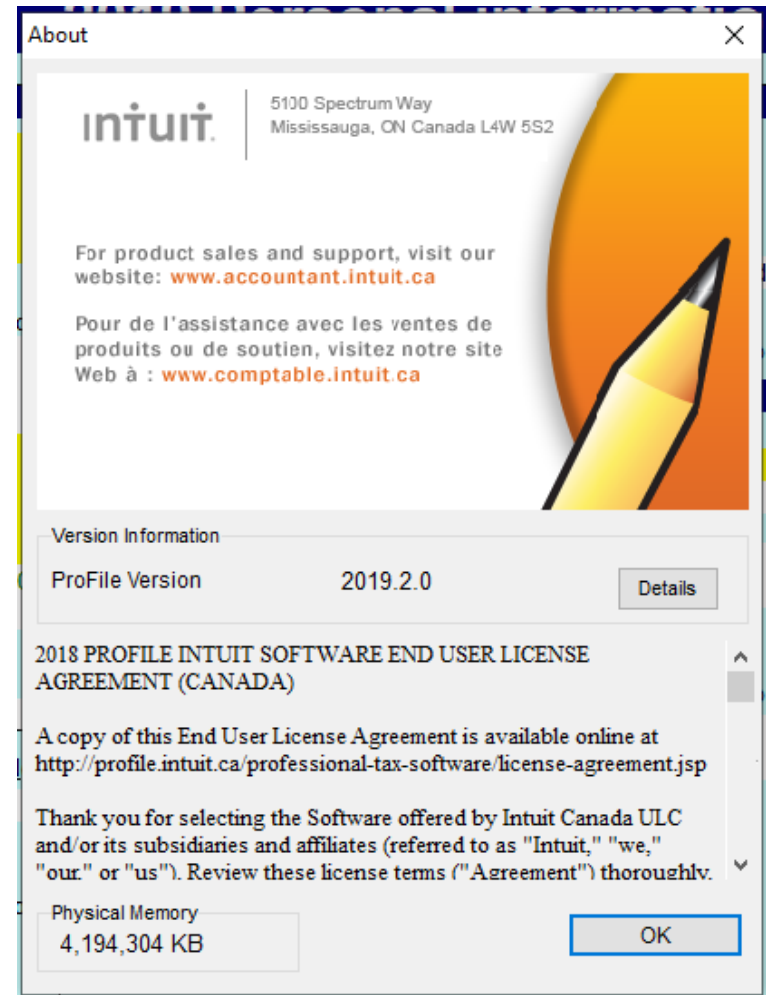 About
intuit.
5100 Spectrum Way
Mississauga, ON Canada L4W 5S2
For product sales and support, visit our
website: www.accountant.intuit.ca
Pour de l'assistance avec les ventes de
produits ou de soutien, visitez notre site
Web à : www.comptable.intuit.ca
Version Information
ProFile Version 2019.2.0
Details
2018 PROFILE INTUIT SOFTWARE END USER LICENSE
AGREEMENT (CANADA)
A copy of this End User License Agreement is available online at
http://profile.intuit.ca/professional-tax-software/license-agreement.jsp
Thank you for selecting the Software offered by Intuit Canada ULC
and/or its subsidiaries and affiliates (referred to as "Intuit," "we,"
"our," or "us"). Review these license terms ("Agreement") thoroughly.
Physical Memory
4,194,304 KB
OK